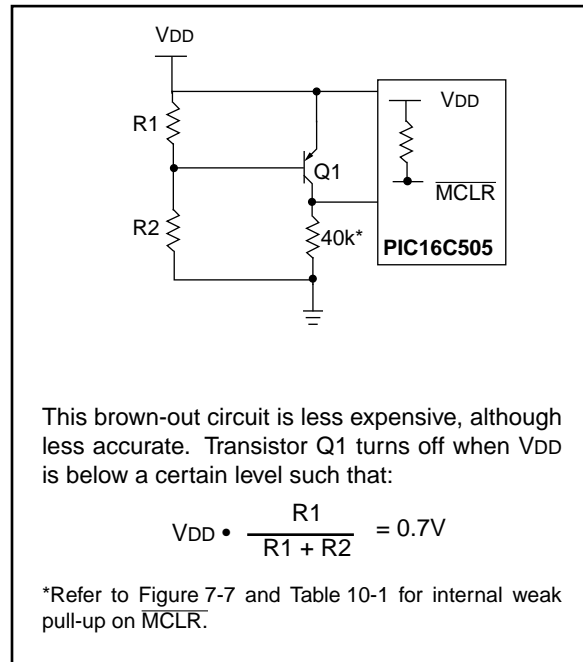 VDD
R1
VDD
Q1
MCLR
R2
40k*
PIC16C505
This brown-out circuit is less expensive, although
less accurate. Transistor Q1 turns off when VDD
is below a certain level such that:
VDD • R1 / R1 + R2 = 0.7V
*Refer to Figure 7-7 and Table 10-1 for internal weak
pull-up on MCLR.